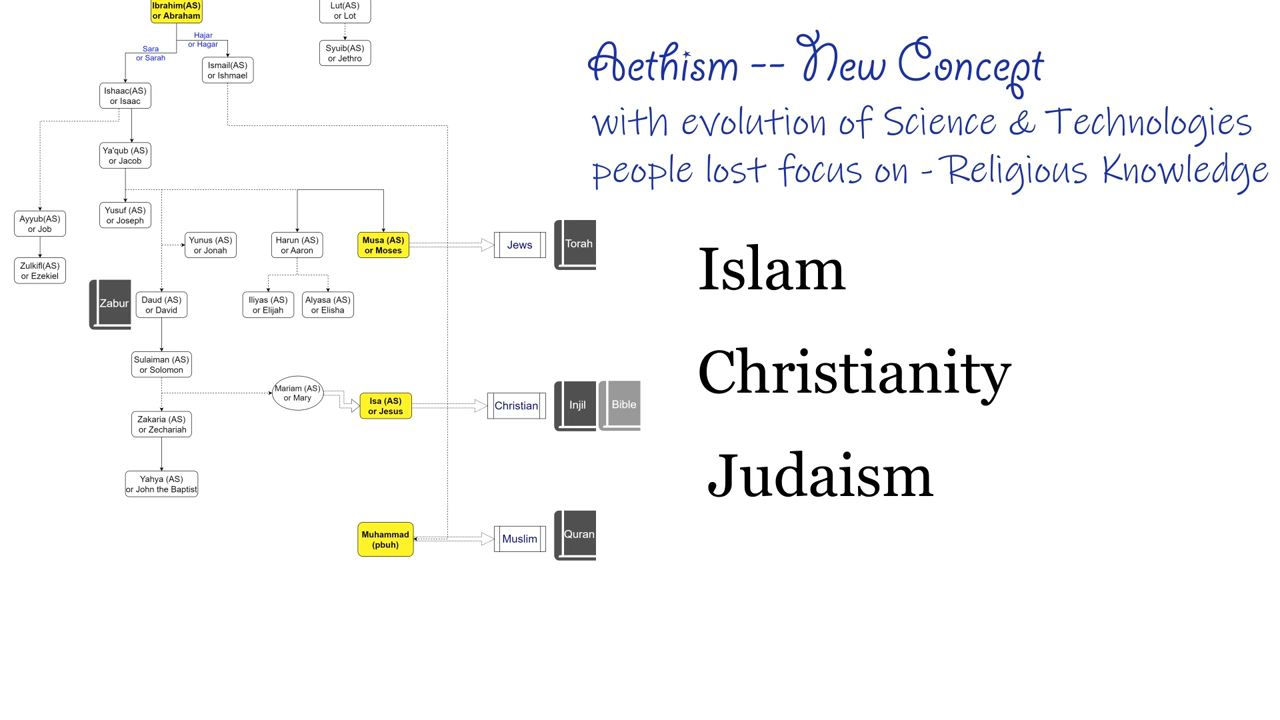 Ibrahim(AS)
or Abraham
Lut(AS)
or Lot
Hajar
or Hagar
Sara
or Sarah
Syuib(AS)
or Jethro
Ismail(AS)
or Ishmael
Ishaac(AS)
or Isaac
Ya'qub (AS)
or Jacob
Yusuf (AS)
or Joseph
Ayyub(AS)
or Job
Yunus (AS)
or Jonah
Harun (AS)
or Aaron
Musa (AS)
or Moses
Jews
Torah
Zulkifl(AS)
or Ezekiel
Zabur
Daud (AS)
or David
Iliyas (AS)
or Elijah
Alyasa (AS)
or Elisha
Sulaiman (AS)
or Solomon
Mariam (AS)
or Mary
Isa (AS)
or Jesus
Christian
Injil
Bible
Zakaria (AS)
or Zechariah
Yahya (AS)
or John the Baptist
Muhammad
(pbuh)
Muslim
Quran
Aethism -- New Concept
with evolution of Science & Technologies
people lost focus on - Religious Knowledge
Islam
Christianity
Judaism